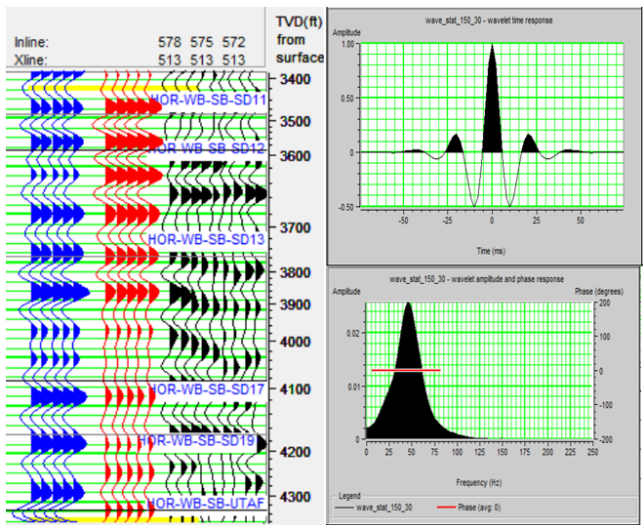 TVD(ft)
from
surface
Inline: 578 575 572
Xline: 513 513 513
3400
HOR-WB-SB-SD11
3500
HOR-WB-SB-SD12
3600
3700
HOR-WB-SB-SD13
3800
3900
4000
4100
HOR-WB-SB-SD17
HOR-WB-SB-SD19
4200
4300
HOR-WB-SB-UTAF
wave_stat_150_30 - wavelet time response
Amplitude
1.00
0.50
0
-0.50
-50 -25 0 25 50
Time (ms)
wave_stat_150_30 - wavelet amplitude and phase response
Amplitude Phase (degrees)
0.02
0.01
0
200
100
0
-100
-200
0 25 50 75 100 125 150 175 200 225 250
Frequency (Hz)
Legend
wave_stat_150_30 Phase (avg: 0)